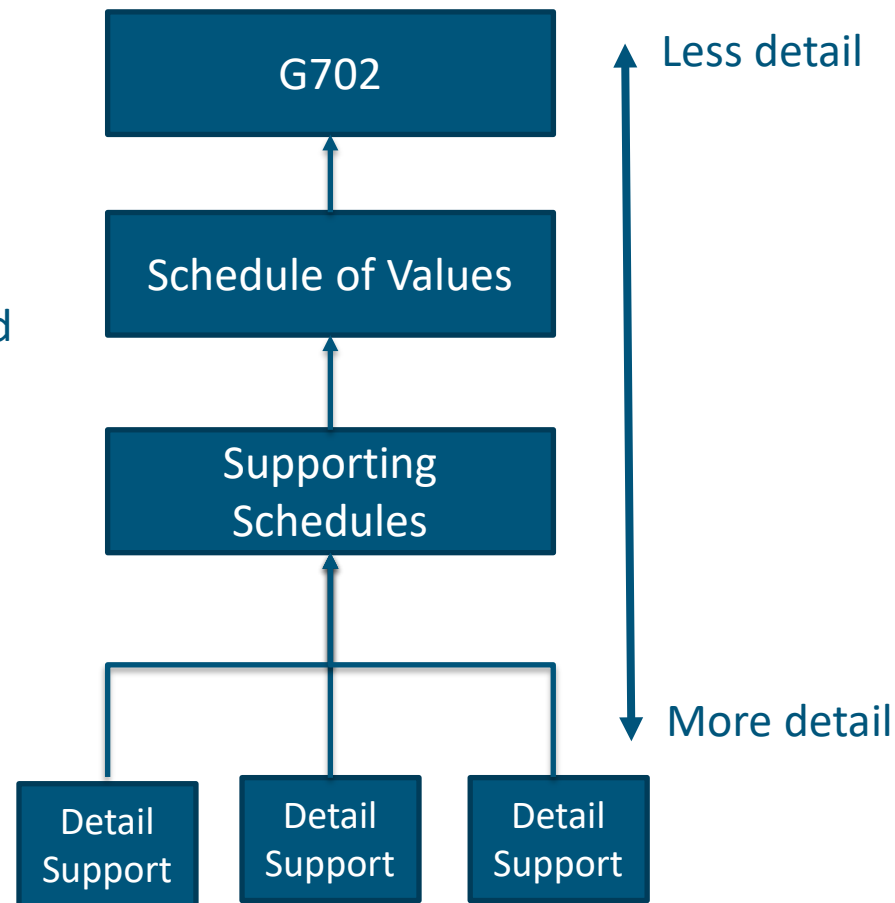 G702
Less detail
Schedule of Values
d
Supporting
Schedules
More detail
Detail
Support
Detail
Support
Detail
Support